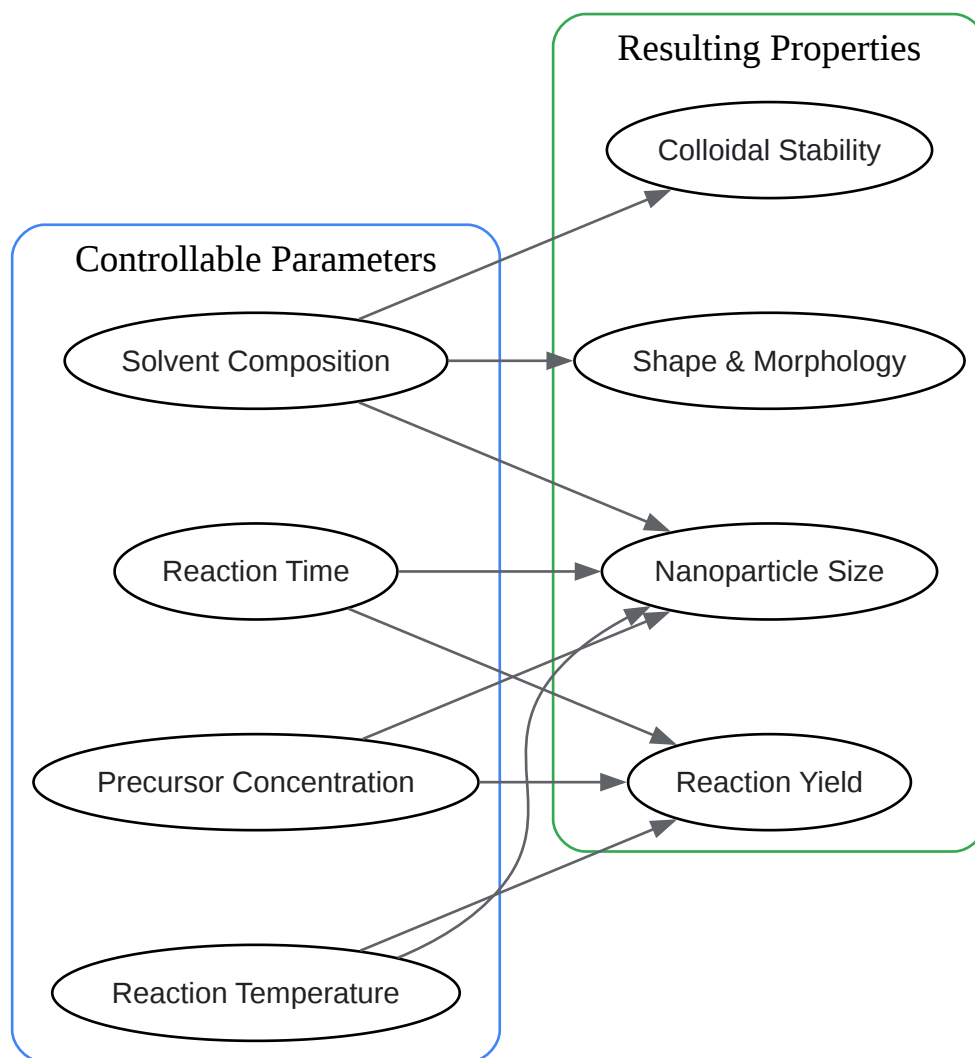 Resulting Properties
Colloidal Stability
Controllable Parameters
Solvent Composition
Shape & Morphology
Reaction Time
Nanoparticle Size
Precursor Concentration
Reaction Yield
Reaction Temperature